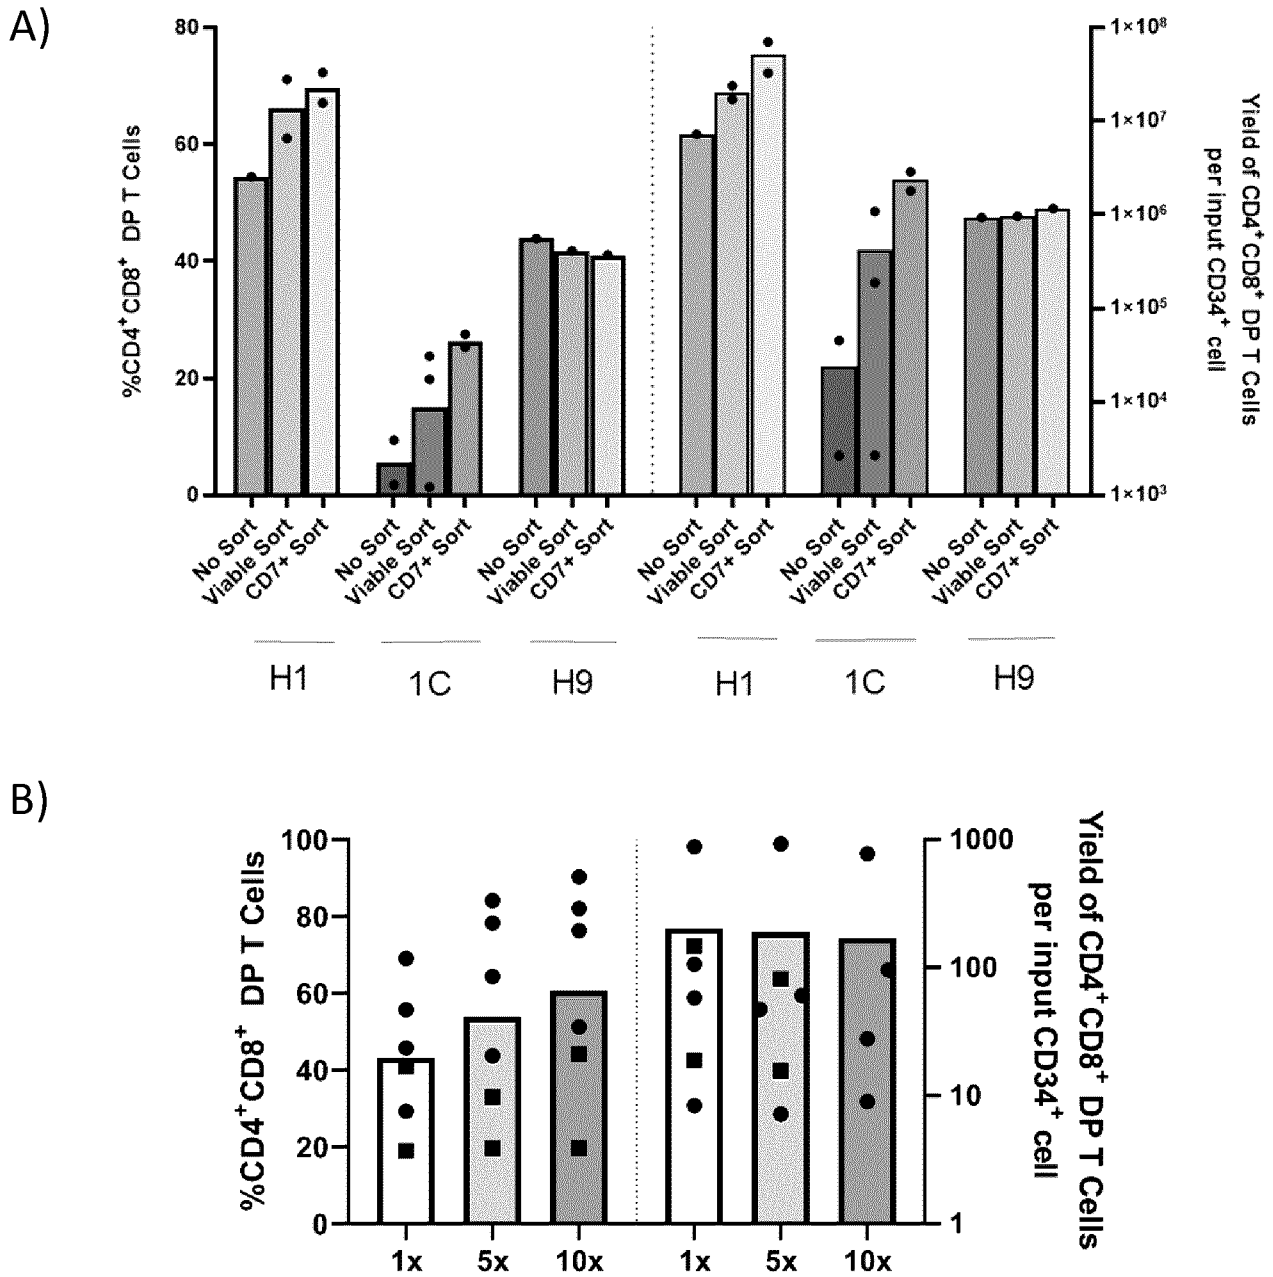 A)
%CD4⁺CD8⁺ DP T Cells
80
60
40
20
0
1×10⁸
1×10⁷
1×10⁶
1×10⁵
1×10⁴
1×10³
Yield of CD4⁺CD8⁺ DP T Cells
per input CD34⁺ cell
No Sort
Viable Sort
CD7+ Sort
No Sort
Viable Sort
CD7+ Sort
No Sort
Viable Sort
CD7+ Sort
No Sort
Viable Sort
CD7+ Sort
No Sort
Viable Sort
CD7+ Sort
No Sort
Viable Sort
CD7+ Sort
H1
1C
H9
H1
1C
H9
B)
%CD4⁺CD8⁺ DP T Cells
100
80
60
40
20
0
1000
100
10
1
Yield of CD4⁺CD8⁺ DP T Cells
per input CD34⁺ cell
1x
5x
10x
1x
5x
10x